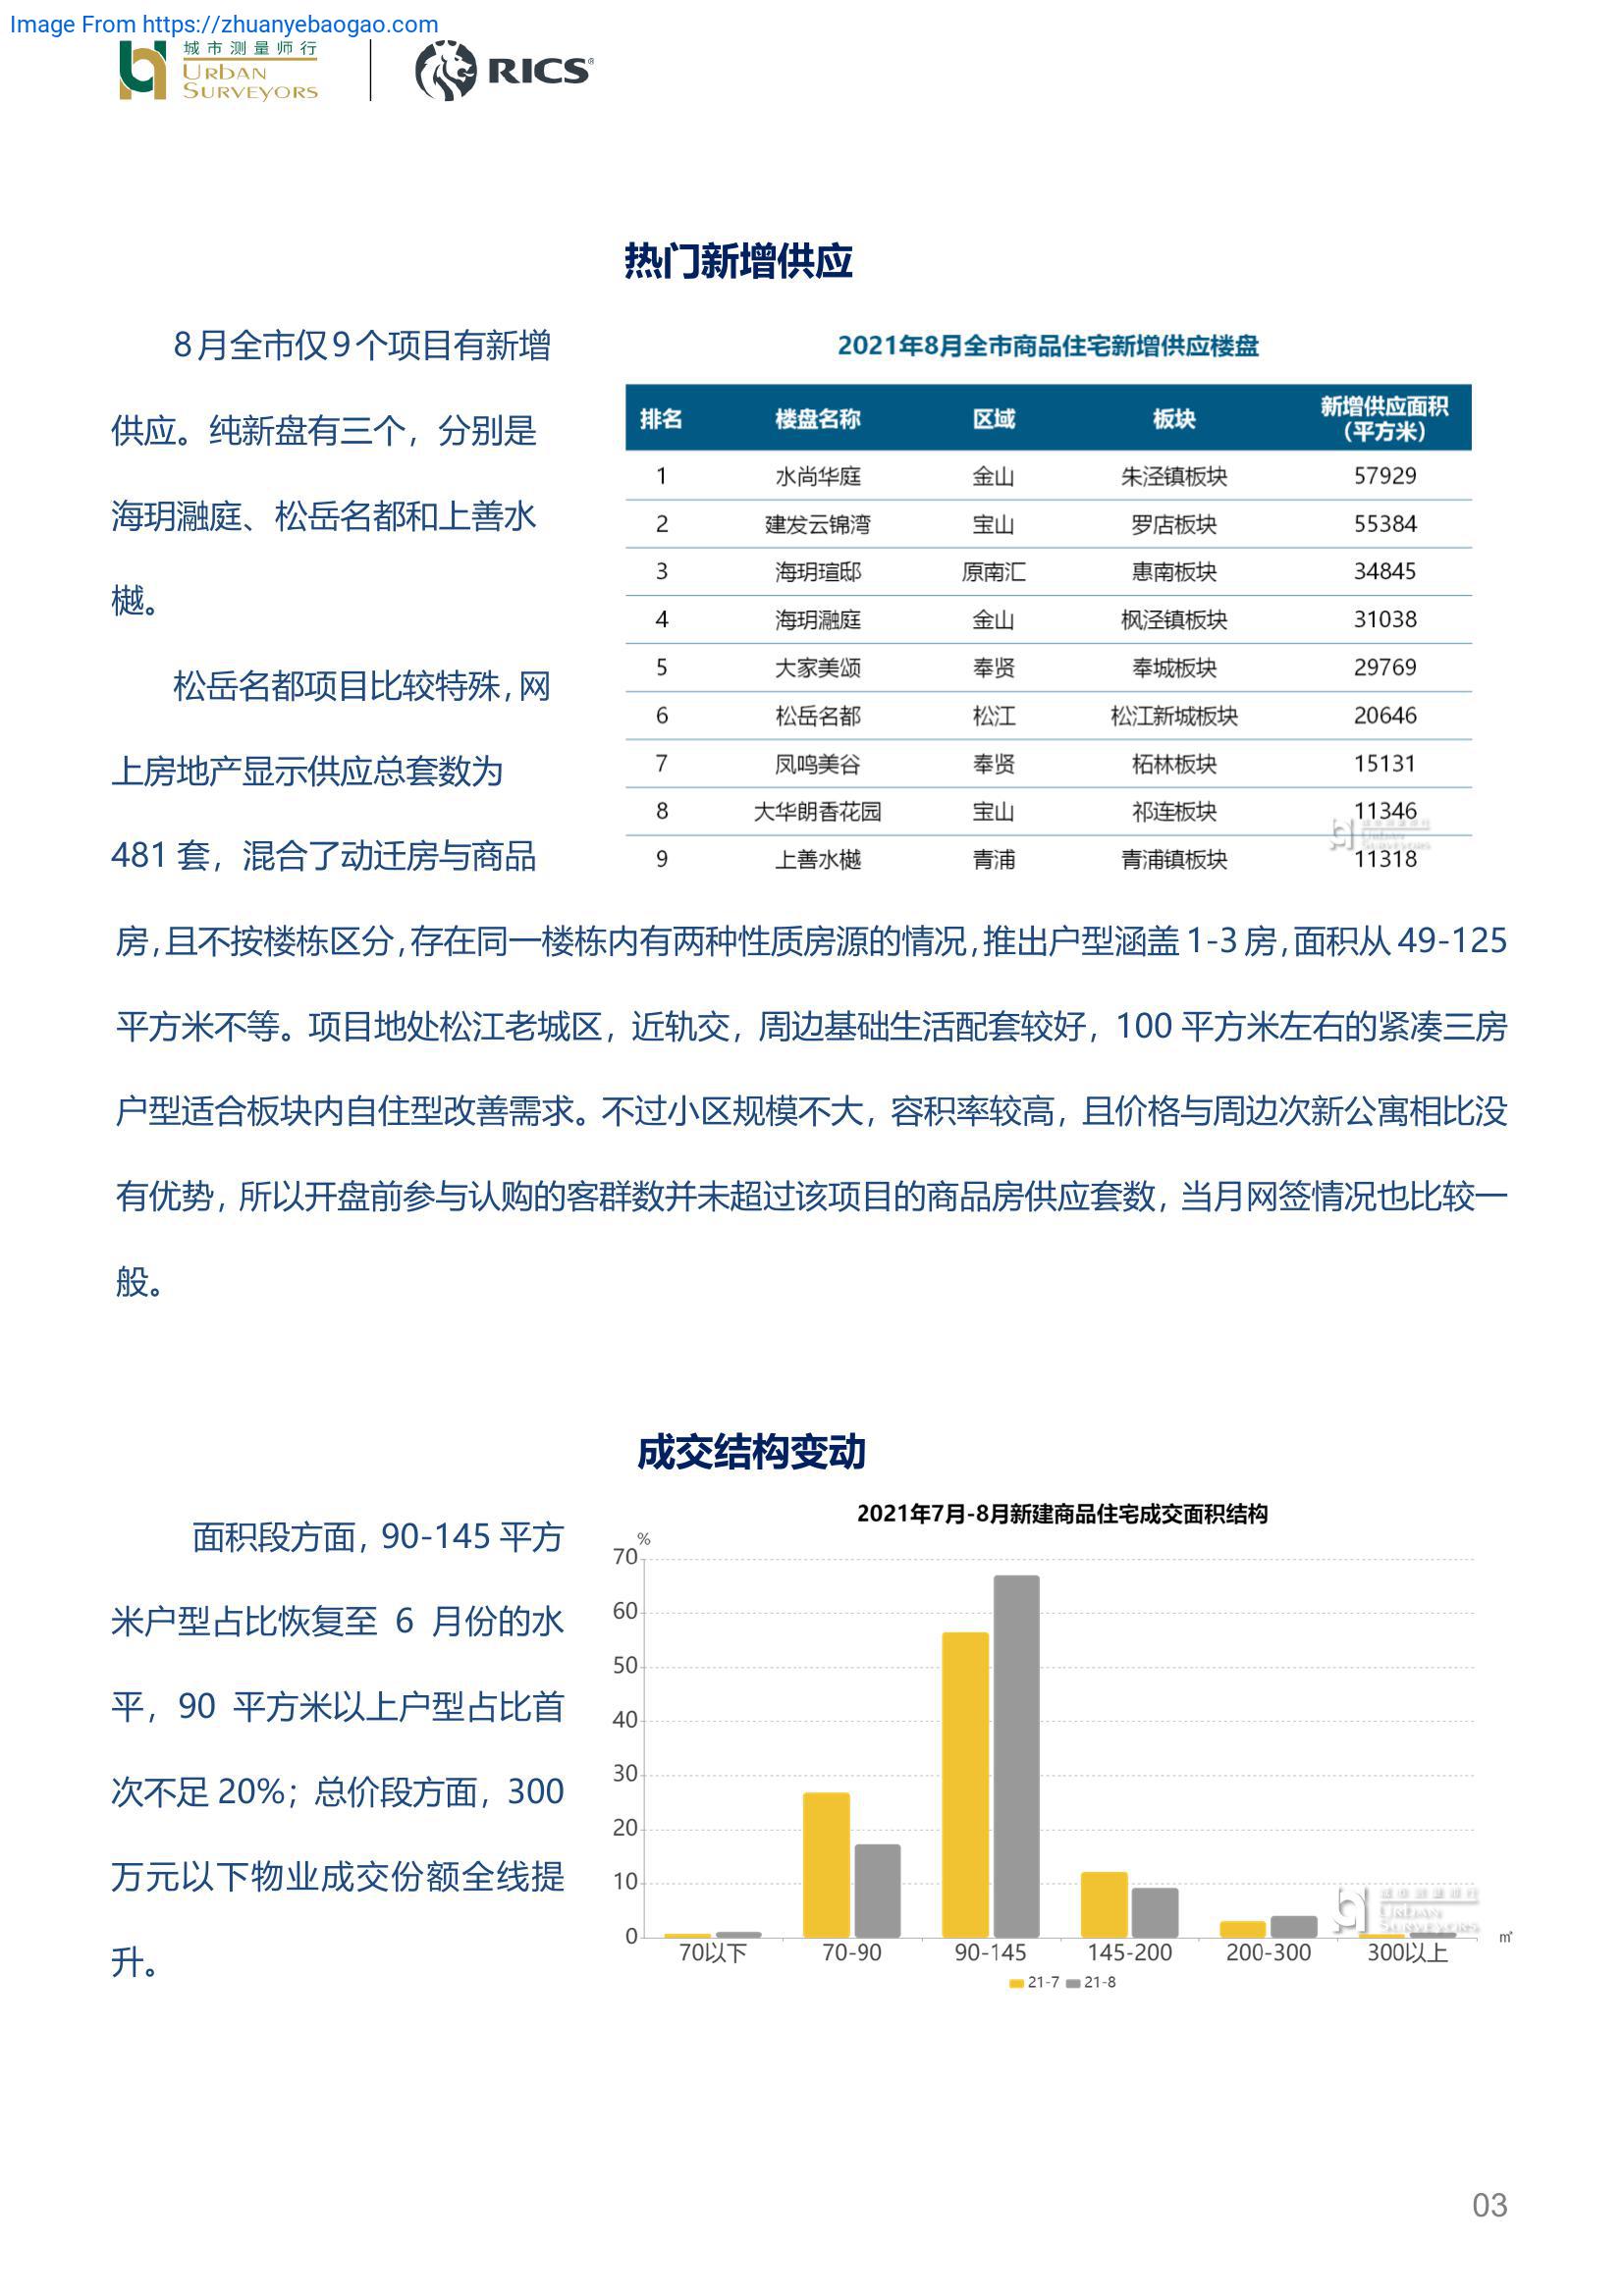 Image From https://zhuanyebaogao.com
城市测量师行
URBAN
SURVEYORS
RICS
热门新增供应
8月全市仅9个项目有新增
供应。纯新盘有三个，分别是
海玥瀜庭、松岳名都和上善水
樾。
松岳名都项目比较特殊，网
上房地产显示供应总套数为
481 套，混合了动迁房与商品
2021年8月全市商品住宅新增供应楼盘
排名 楼盘名称 区域 板块 新增供应面积（平方米）
1 水尚华庭 金山 朱泾镇板块 57929
2 建发云锦湾 宝山 罗店板块 55384
3 海玥瑄邸 原南汇 惠南板块 34845
4 海玥瀜庭 金山 枫泾镇板块 31038
5 大家美颂 奉贤 奉城板块 29769
6 松岳名都 松江 松江新城板块 20646
7 凤鸣美谷 奉贤 柘林板块 15131
8 大华朗香花园 宝山 祁连板块 11346
9 上善水樾 青浦 青浦镇板块 11318
房，且不按楼栋区分，存在同一楼栋内有两种性质房源的情况，推出户型涵盖 1-3 房，面积从 49-125
平方米不等。项目地处松江老城区，近轨交，周边基础生活配套较好，100 平方米左右的紧凑三房
户型适合板块内自住型改善需求。不过小区规模不大，容积率较高，且价格与周边次新公寓相比没
有优势，所以开盘前参与认购的客群数并未超过该项目的商品房供应套数，当月网签情况也比较一
般。
成交结构变动
面积段方面，90-145 平方
米户型占比恢复至 6 月份的水
平，90 平方米以上户型占比首
次不足 20%；总价段方面，300
万元以下物业成交份额全线提
升。
2021年7月-8月新建商品住宅成交面积结构
%
70
60
50
40
30
20
10
0
70以下 70-90 90-145 145-200 200-300 300以上
㎡
21-7 21-8
城市测量师行
URBAN
SURVEYORS
03